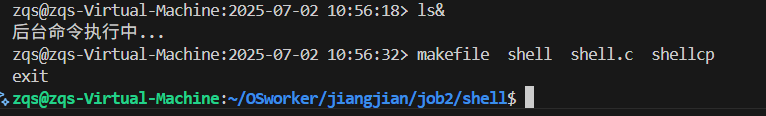 zqs@zqs-Virtual-Machine:2025-07-02 10:56:18> ls&
后台命令执行中...
zqs@zqs-Virtual-Machine:2025-07-02 10:56:32> makefile  shell  shell.c  shellcp
exit
zqs@zqs-Virtual-Machine:~/OSworker/jiangjian/job2/shell$